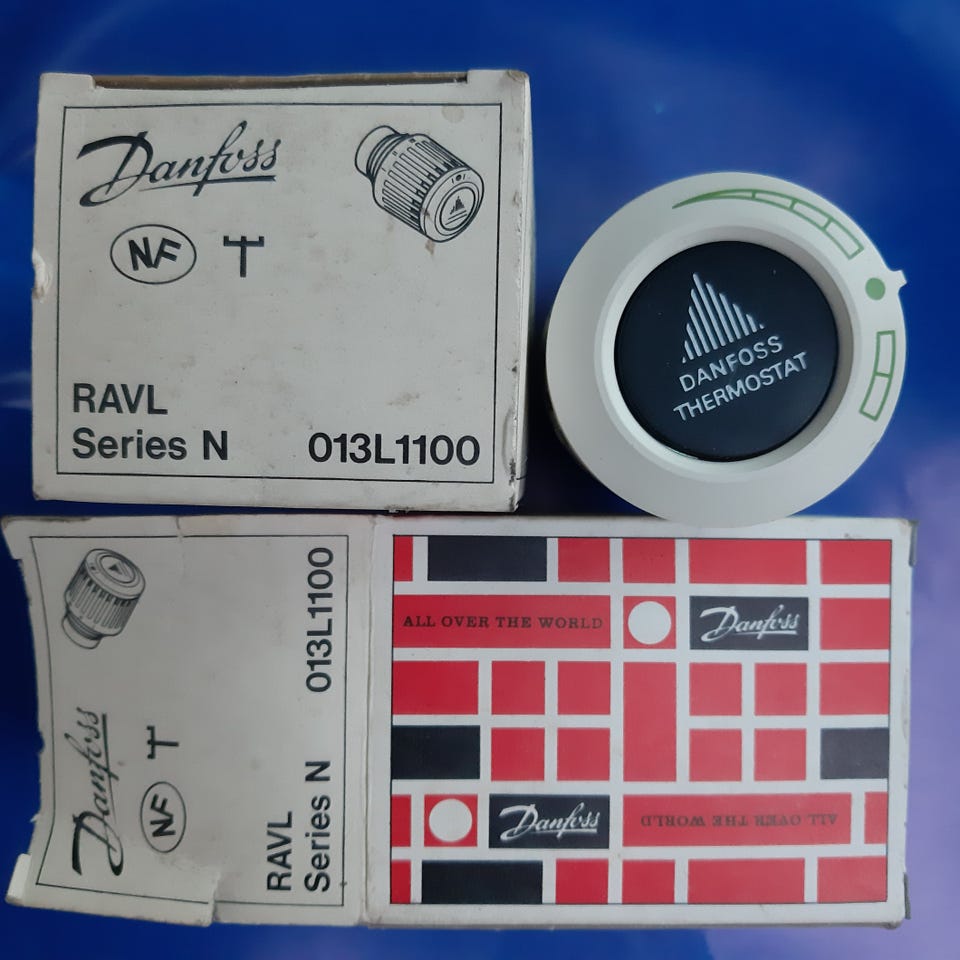 Danfoss
NF
RAVL
Series N 013L1100
DANFOSS
THERMOSTAT
Danfoss
NF
RAVL
Series N
013L1100
ALL OVER THE WORLD
Danfoss
Danfoss
ALL OVER THE WORLD